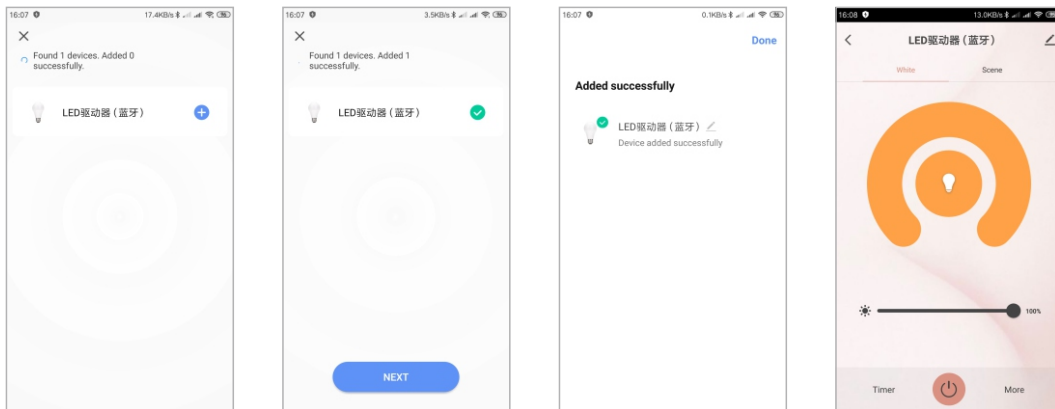 16:07 17.4KB/s
Found 1 devices. Added 0
successfully.
LED驱动器 (蓝牙)
16:07 3.5KB/s
Found 1 devices. Added 1
successfully.
LED驱动器 (蓝牙)
NEXT
16:07 0.1KB/s
Done
Added successfully
LED驱动器 (蓝牙)
Device added successfully
16:08 13.0KB/s
LED驱动器 (蓝牙)
White Scene
100%
Timer More